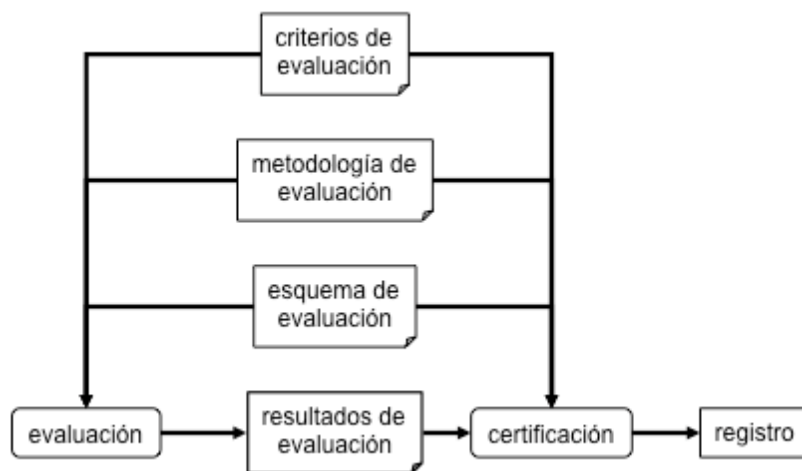 criterios de
evaluación
metodología de
evaluación
esquema de
evaluación
evaluación
resultados de
evaluación
certificación
registro